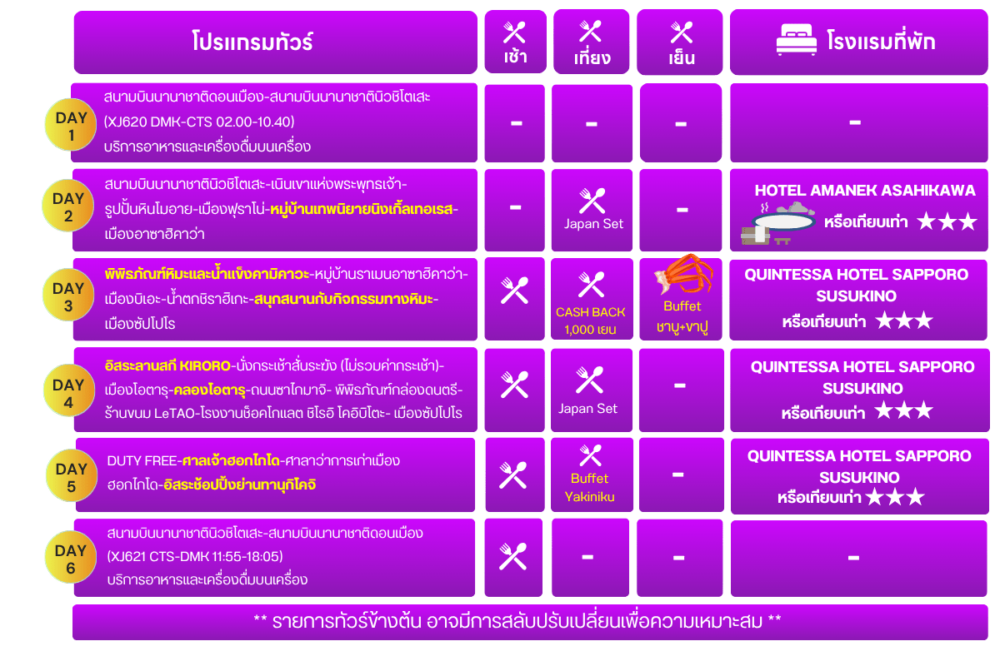 โปรแกรมทัวร์
เช้า
เที่ยง
เย็น
โรงแรมที่พัก
DAY
1
สนามบินนานาชาติดอนเมือง-สนามบินนานาชาตินิวชิโตเสะ
(XJ620 DMK-CTS 02.00-10.40)
บริการอาหารและเครื่องดื่มบนเครื่อง
-
-
-
-
DAY
2
สนามบินนานาชาตินิวชิโตเสะ-เนินเขาแห่งพระพุทธเจ้า-
รูปปั้นหินโมอาย-เมืองฟุราโน่-หมู่บ้านเทพนิยายนิงเกิ้ลเทอเรส-
เมืองอาซาฮิคาว่า
-
Japan Set
-
HOTEL AMANEK ASAHIKAWA
หรือเทียบเท่า ★★★
DAY
3
พิพิธภัณฑ์หิมะและน้ำแข็งคามิคาวะ-หมู่บ้านราเมนอาซาฮิคาว่า-
เมืองบิเอะ-น้ำตกชิราฮิเกะ-สนุกสนานกับกิจกรรมทางหิมะ-
เมืองซัปโปโร
CASH BACK
1,000 เยน
Buffet
ชาบู+ขาปู
QUINTESSA HOTEL SAPPORO
SUSUKINO
หรือเทียบเท่า ★★★
DAY
4
อิสระลานสกี KIRORO-นั่งกระเช้าสั่นระฆัง (ไม่รวมค่ากระเช้า)-
เมืองโอตารุ-คลองโอตารุ-ถนนซาไกมาจิ- พิพิธภัณฑ์กล่องดนตรี-
ร้านขนม LeTAO-โรงงานช็อคโกแลต ชิโรอิ โคอิบิโตะ- เมืองซัปโปโร
Japan Set
-
QUINTESSA HOTEL SAPPORO
SUSUKINO
หรือเทียบเท่า ★★★
DAY
5
DUTY FREE-ศาลเจ้าฮอกไกโด-ศาลาว่าการเก่าเมือง
ฮอกไกโด-อิสระช้อปปิ้งย่านทานุกิโคจิ
Buffet
Yakiniku
-
QUINTESSA HOTEL SAPPORO
SUSUKINO
หรือเทียบเท่า ★★★
DAY
6
สนามบินนานาชาตินิวชิโตเสะ-สนามบินนานาชาติดอนเมือง
(XJ621 CTS-DMK 11:55-18:05)
บริการอาหารและเครื่องดื่มบนเครื่อง
-
-
-
** รายการทัวร์ข้างต้น อาจมีการสลับปรับเปลี่ยนเพื่อความเหมาะสม **